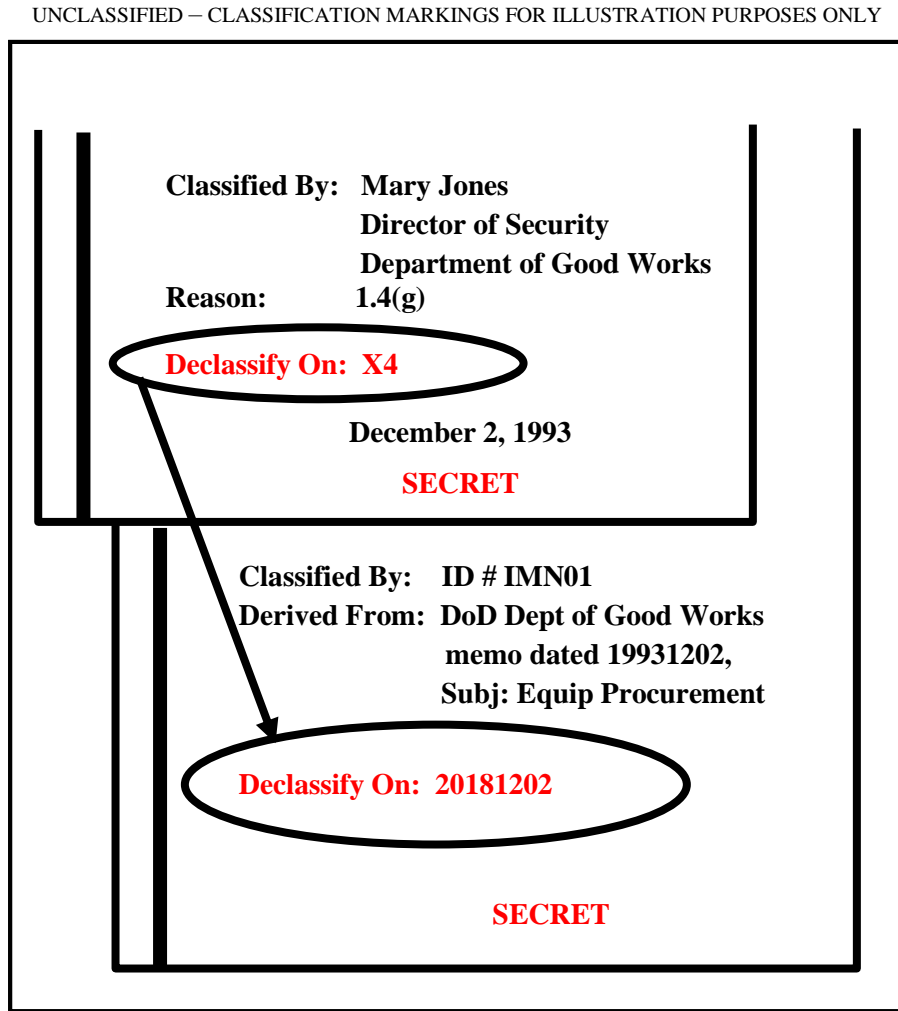 UNCLASSIFIED – CLASSIFICATION MARKINGS FOR ILLUSTRATION PURPOSES ONLY
Classified By: Mary Jones
Director of Security
Department of Good Works
Reason: 1.4(g)
Declassify On: X4
December 2, 1993
SECRET
Classified By: ID # IMN01
Derived From: DoD Dept of Good Works
memo dated 19931202,
Subj: Equip Procurement
Declassify On: 20181202
SECRET